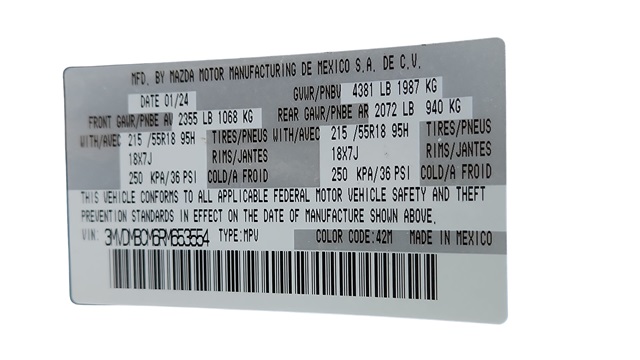 MFD. BY MAZDA MOTOR MANUFACTURING DE MEXICO S.A. DE C.V.
DATE 01/24 GVWR/PNBV 4381 LB 1987 KG
FRONT GAWR/PNBE AV 2355 LB 1068 KG REAR GAWR/PNBE AR 2072 LB 940 KG
WITH/AVEC 215 /55R18 95H TIRES/PNEUS WITH/AVEC 215 /55R18 95H TIRES/PNEUS
18X7J RIMS/JANTES 18X7J RIMS/JANTES
250 KPA/36 PSI COLD/A FROID 250 KPA/36 PSI COLD/A FROID
THIS VEHICLE CONFORMS TO ALL APPLICABLE FEDERAL MOTOR VEHICLE SAFETY AND THEFT
PREVENTION STANDARDS IN EFFECT ON THE DATE OF MANUFACTURE SHOWN ABOVE.
VIN: 3MVDMBCM6RM653554 TYPE:MPV COLOR CODE:42M MADE IN MEXICO